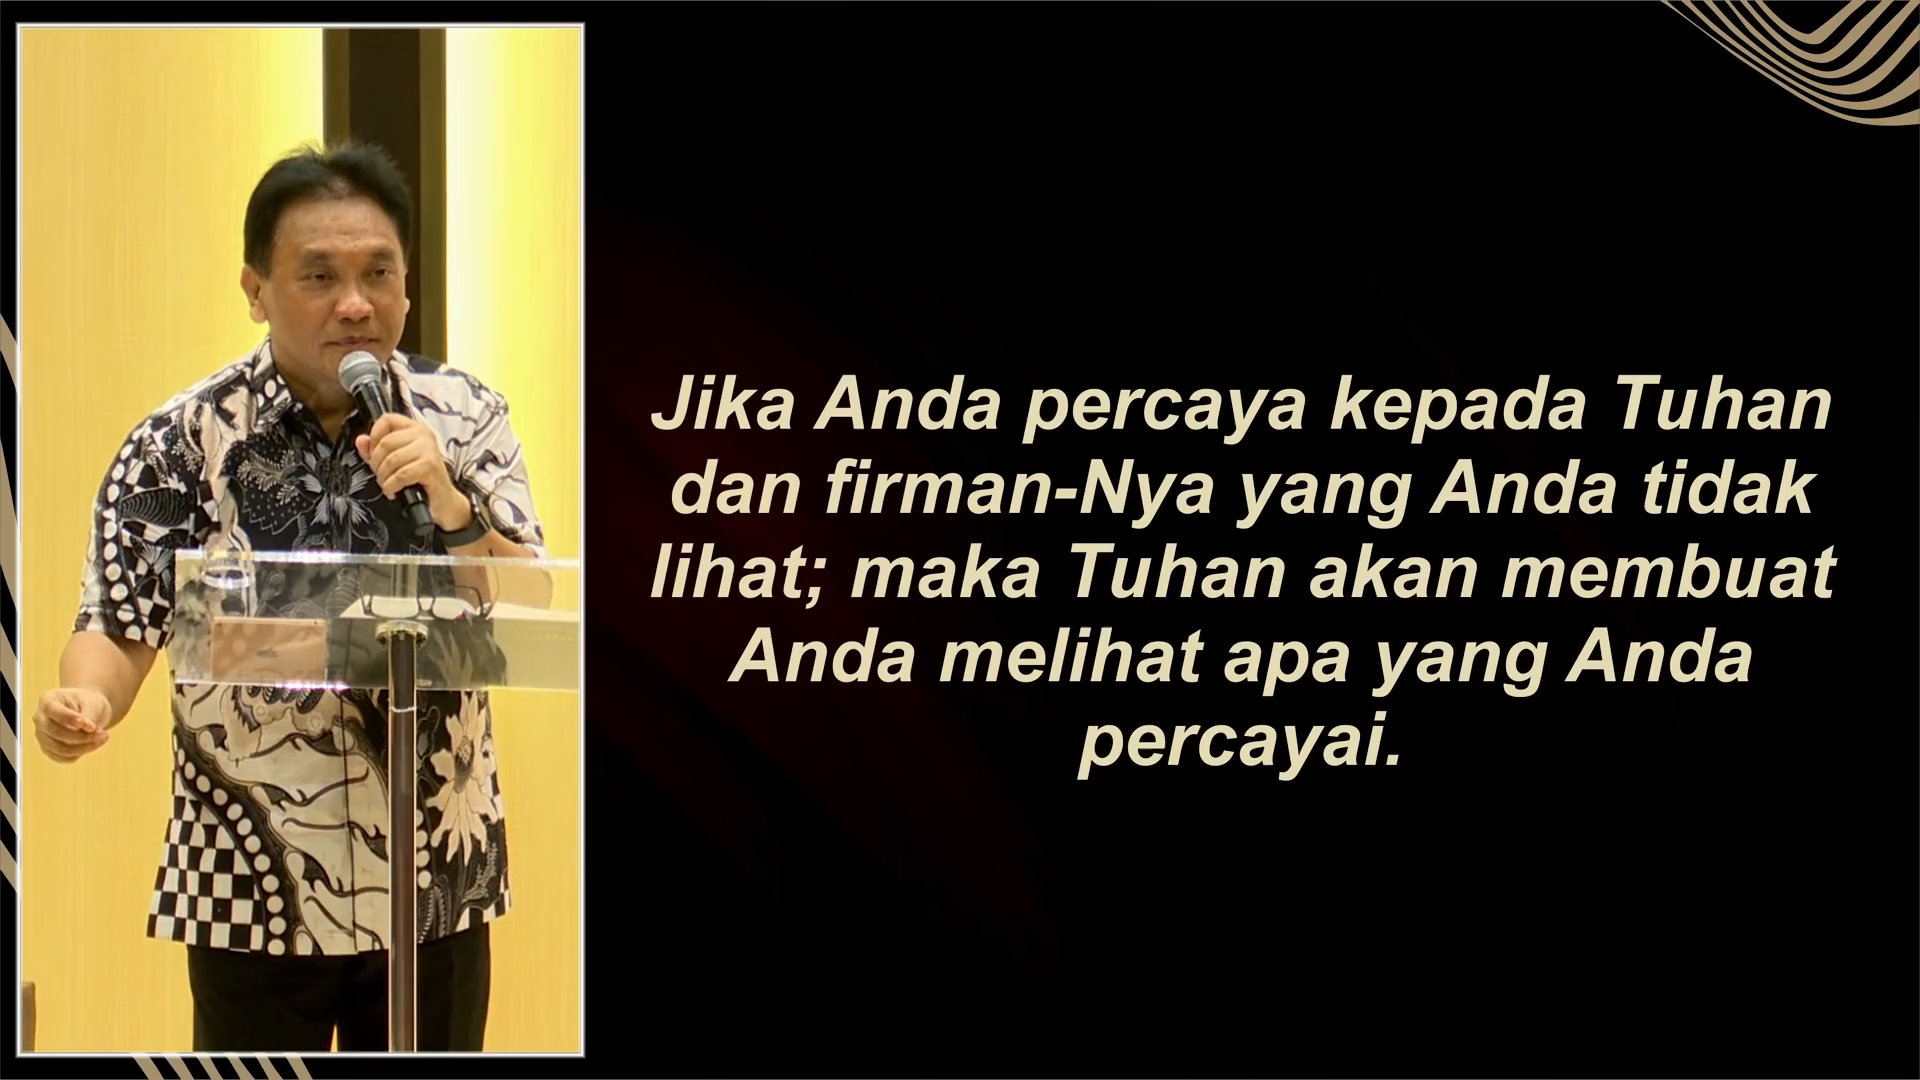 Jika Anda percaya kepada Tuhan
dan firman-Nya yang Anda tidak
lihat; maka Tuhan akan membuat
Anda melihat apa yang Anda
percayai.